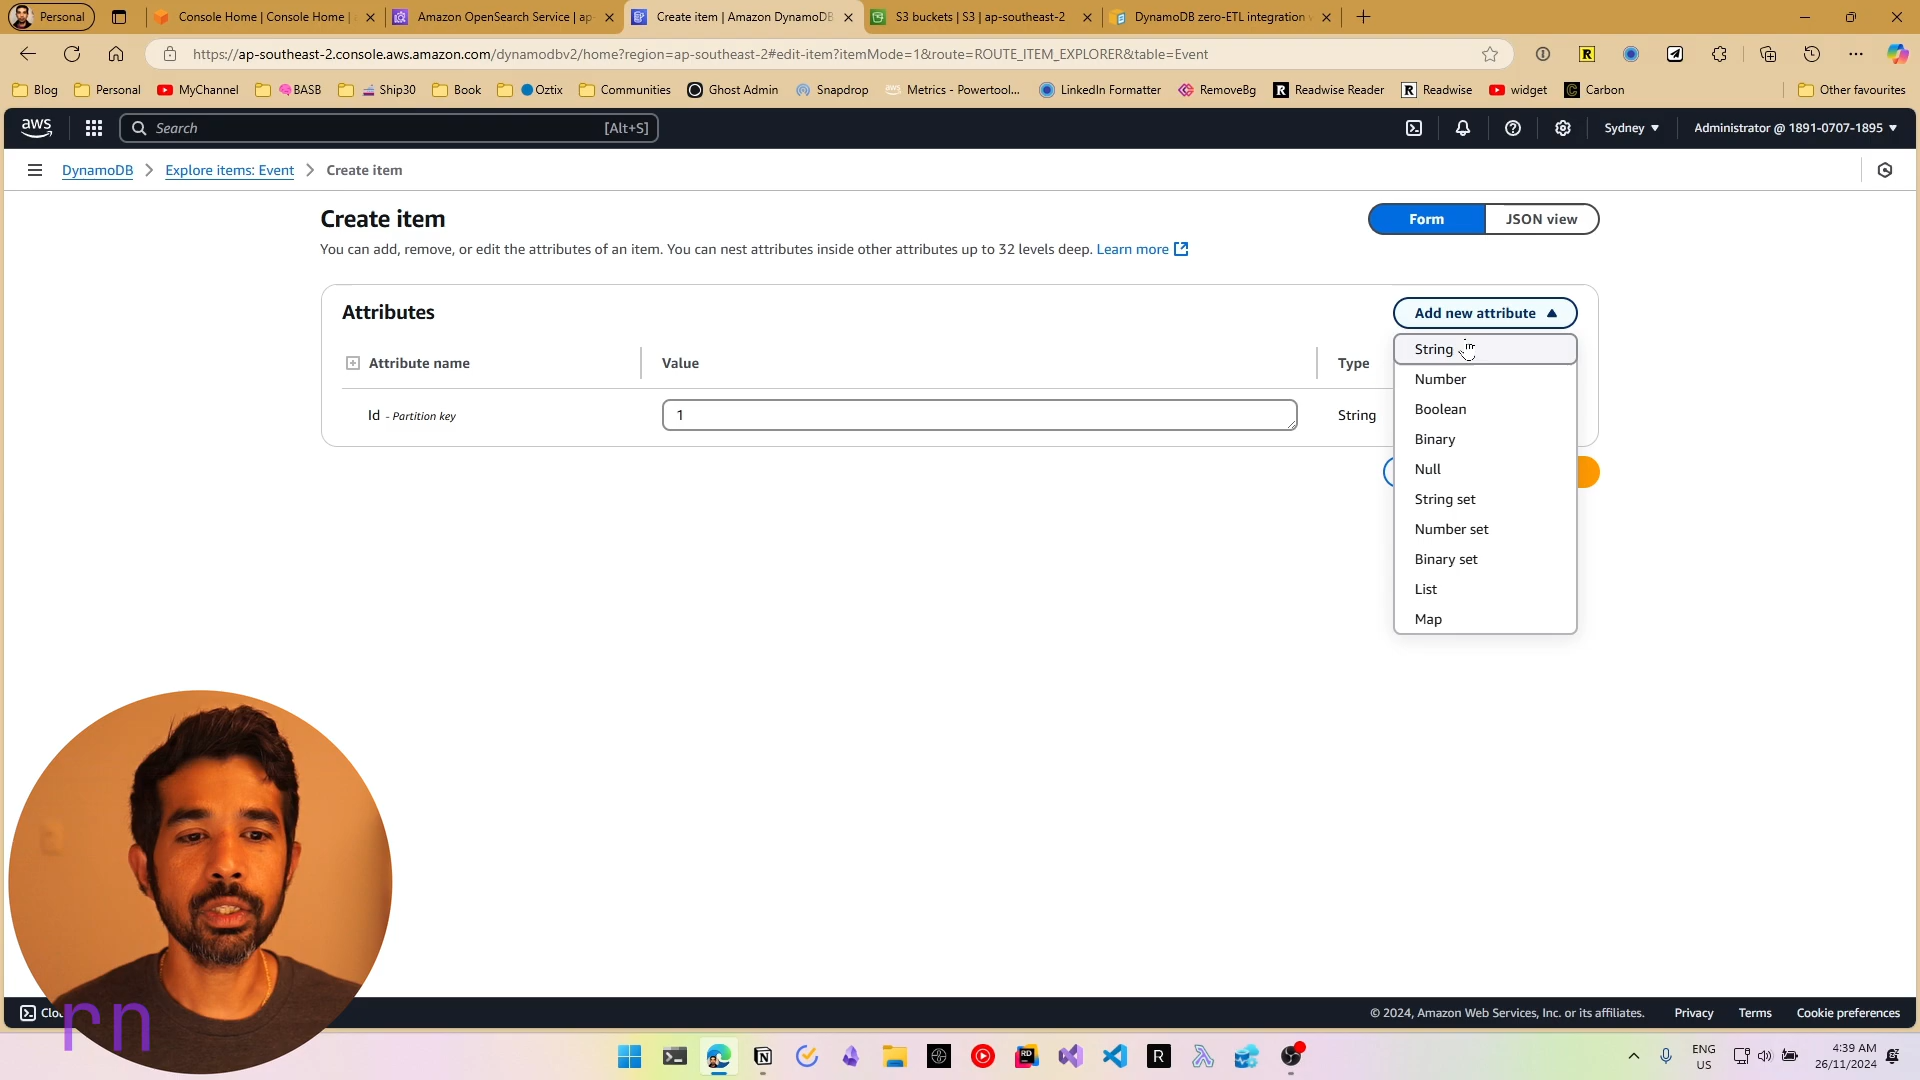 Personal
Console Home | Console Home |
Amazon OpenSearch Service | ap-
Create item | Amazon DynamoDB
S3 buckets | S3 | ap-southeast-2
DynamoDB zero-ETL integration
https://ap-southeast-2.console.aws.amazon.com/dynamodbv2/home?region=ap-southeast-2#edit-item?itemMode=1&route=ROUTE_ITEM_EXPLORER&table=Event
Blog Personal MyChannel BASB Ship30 Book Oztix Communities Ghost Admin Snapdrop Metrics - Powertool... LinkedIn Formatter RemoveBg Readwise Reader Readwise widget Carbon Other favourites
aws Search [Alt+S] Sydney Administrator @ 1891-0707-1895
DynamoDB Explore items: Event Create item
Create item
Form JSON view
You can add, remove, or edit the attributes of an item. You can nest attributes inside other attributes up to 32 levels deep. Learn more
Attributes
Add new attribute
Attribute name Value Type
Id - Partition key 1 String
String
Number
Boolean
Binary
Null
String set
Number set
Binary set
List
Map
Clou
rn
© 2024, Amazon Web Services, Inc. or its affiliates. Privacy Terms Cookie preferences
ENG
US
4:39 AM
26/11/2024